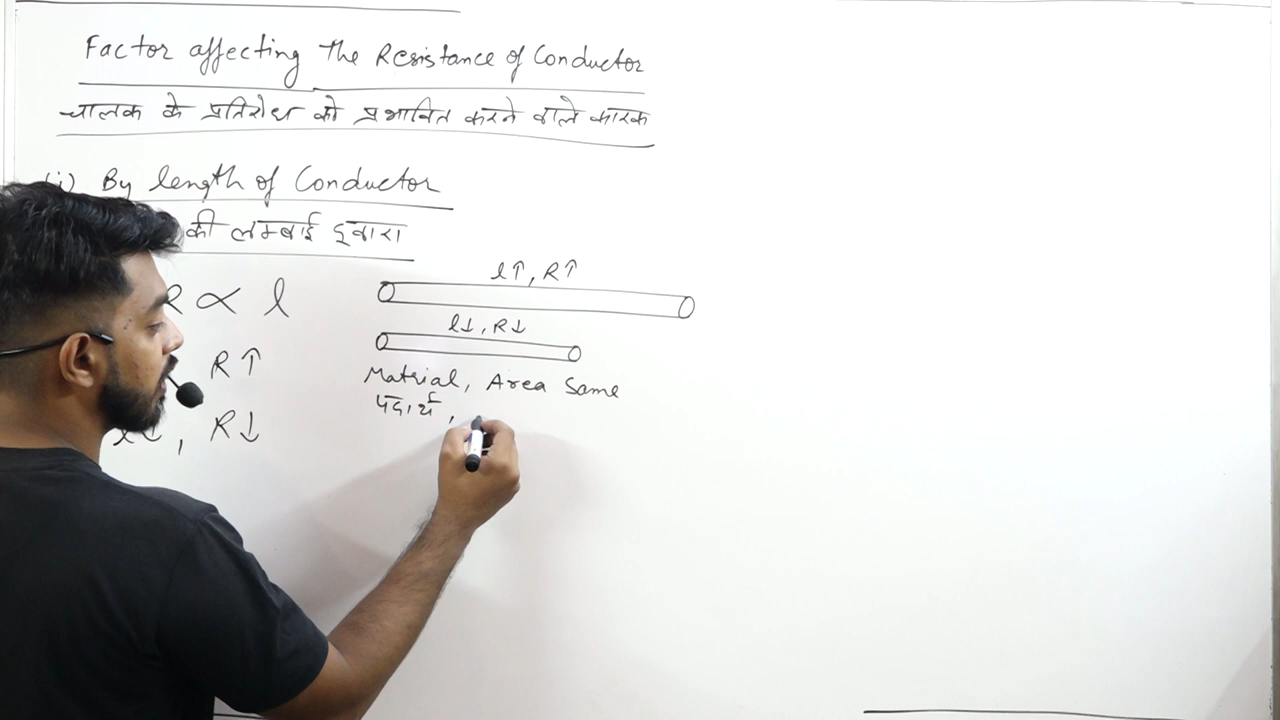 Factor affecting The Resistance of Conductor
चालक के प्रतिरोध को प्रभावित करने वाले कारक
(i) By length of Conductor
की लम्बाई द्वारा
R ∝ l
l↑, R↑
R↑
l↓, R↓
l↓, R↓
Matrial, Area Same
पदार्थ,